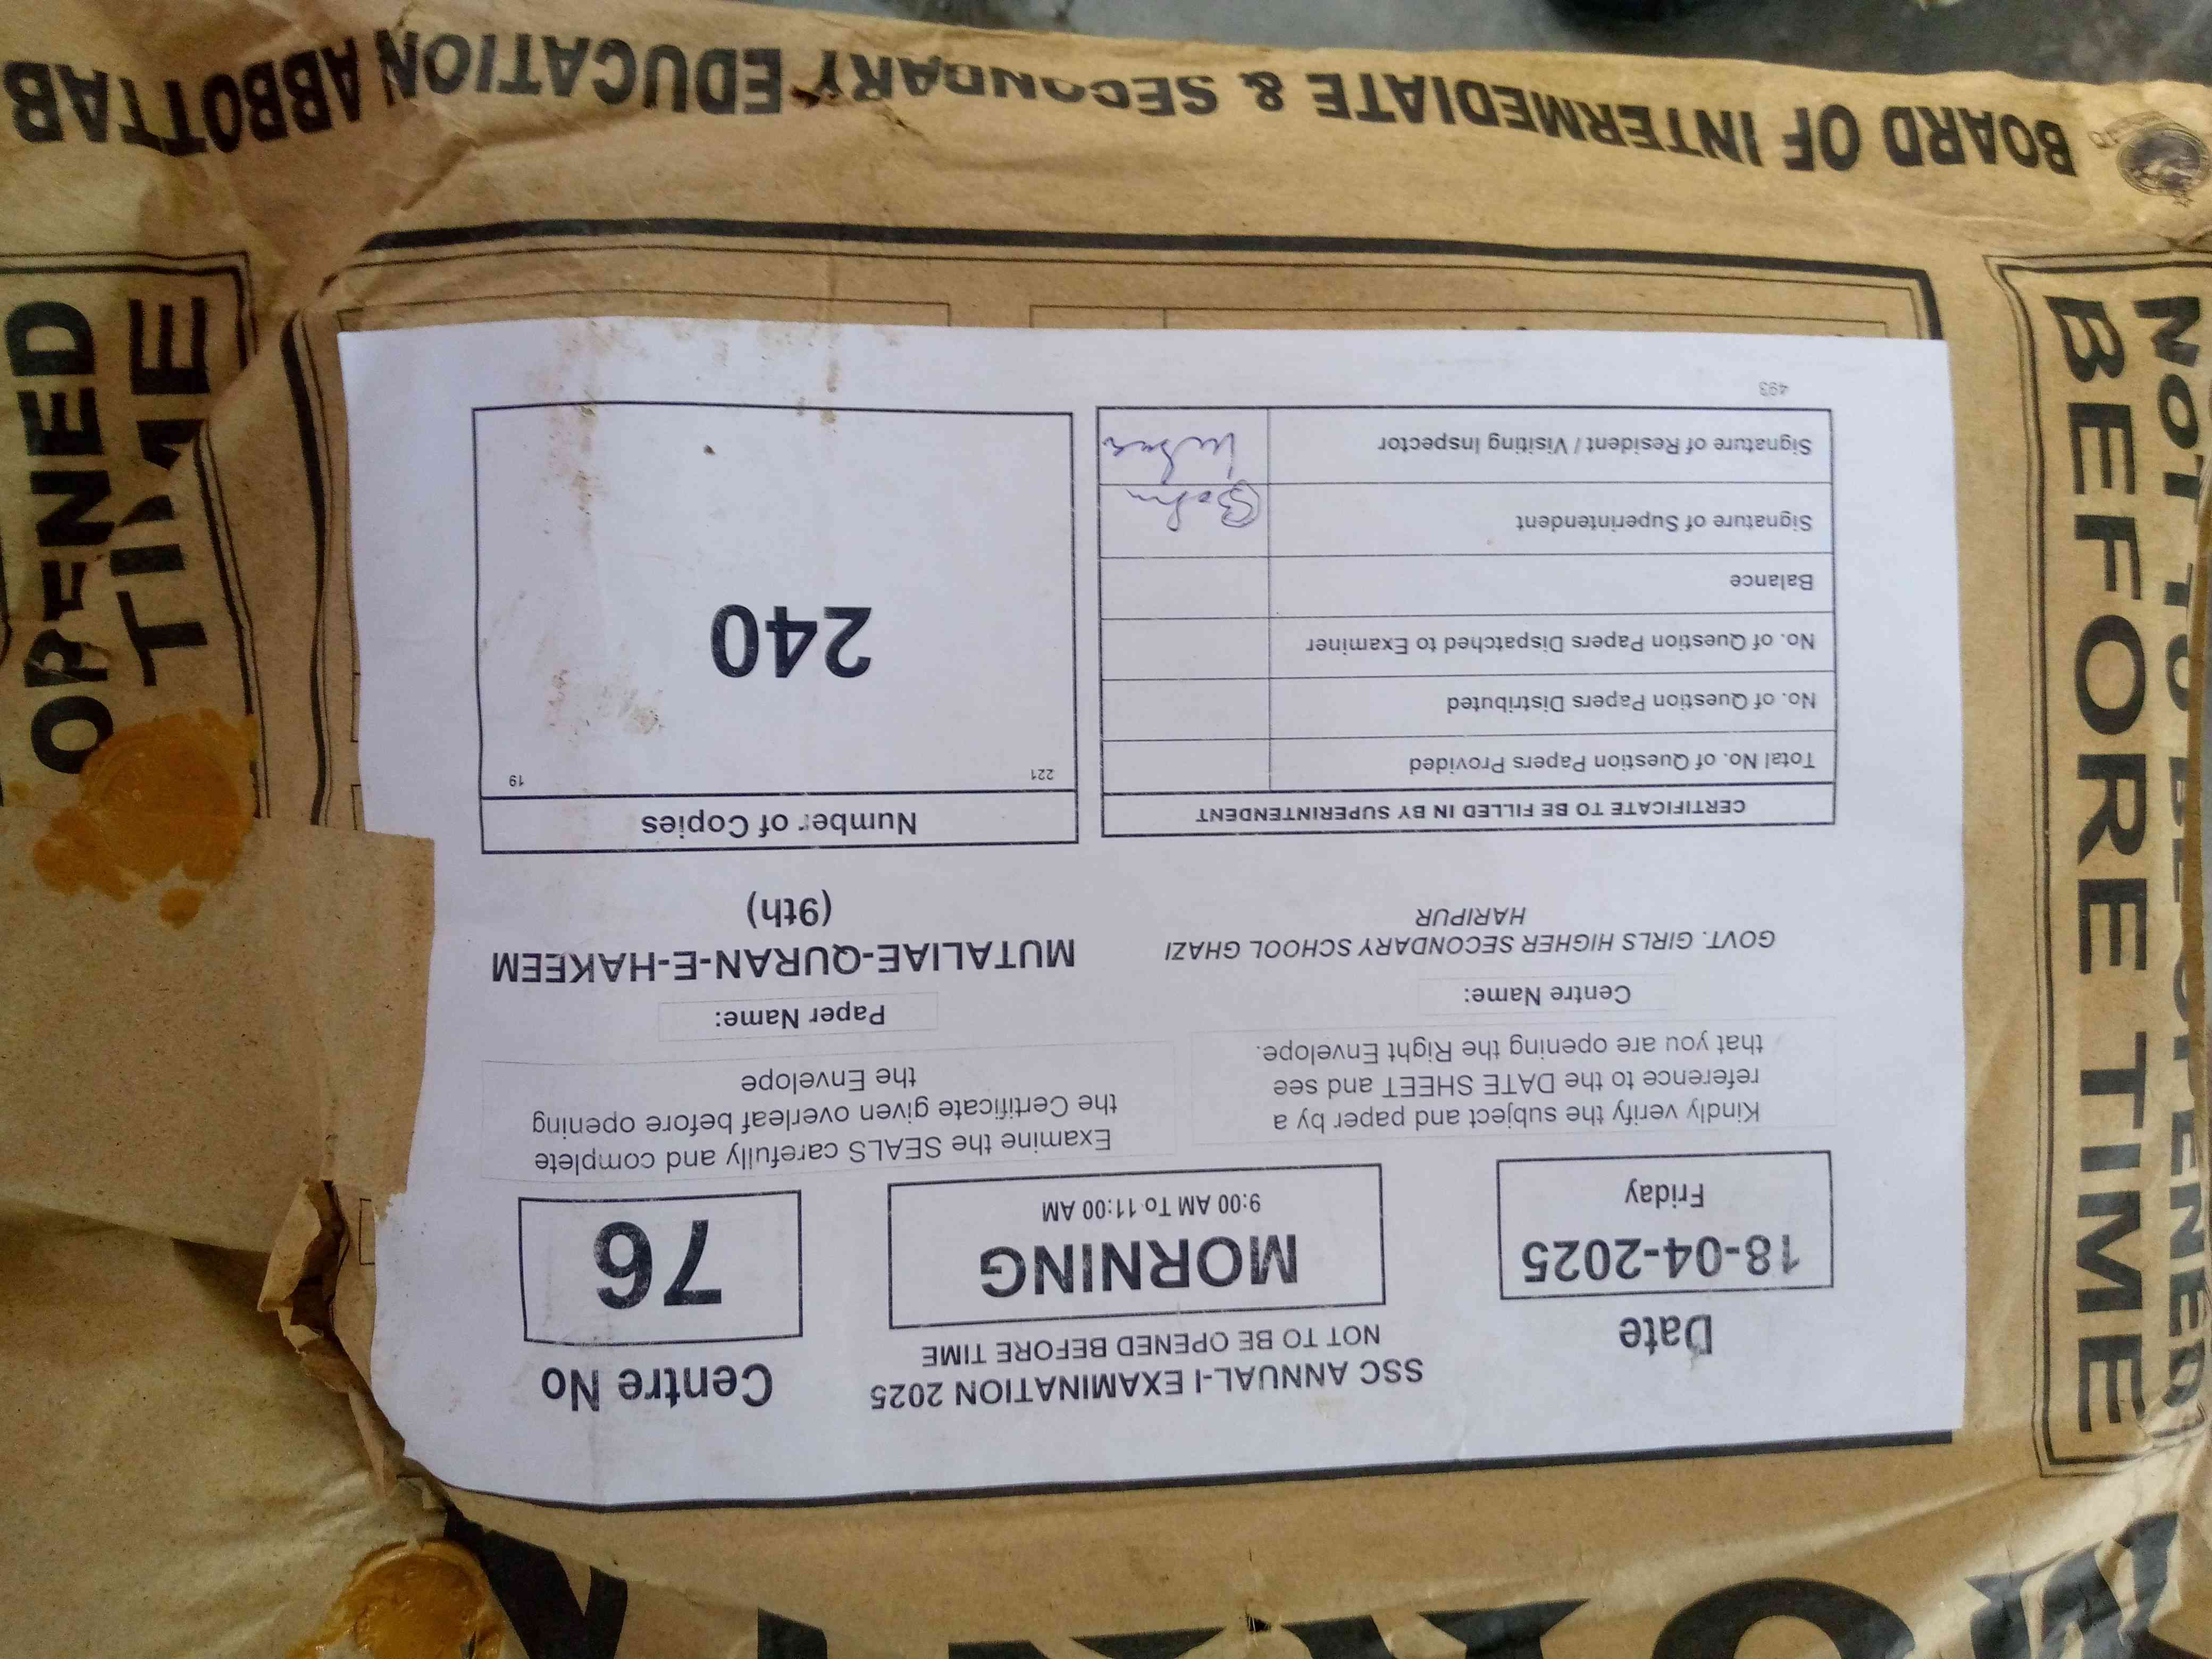 MORNING
SSC ANNUAL-I EXAMINATION 2025
NOT TO BE OPENED BEFORE TIME
Date
18-04-2025
Friday
MORNING
9:00 AM To 11:00 AM
Centre No
76
Kindly verify the subject and paper by a
reference to the DATE SHEET and see
that you are opening the Right Envelope.
Examine the SEALS carefully and complete
the Certificate given overleaf before opening
the Envelope
Centre Name:
GOVT. GIRLS HIGHER SECONDARY SCHOOL GHAZI
HARIPUR
Paper Name:
MUTALIAE-QURAN-E-HAKEEM
(9th)
CERTIFICATE TO BE FILLED IN BY SUPERINTENDENT
Total No. of Question Papers Provided
No. of Question Papers Distributed
No. of Question Papers Dispatched to Examiner
Balance
Signature of Superintendent
Signature of Resident / Visiting Inspector
493
Number of Copies
221 19
240
NOT TO BE OPENED
BEFORE TIME
OPENED
TIME
BOARD OF INTERMEDIATE & SECONDARY EDUCATION ABBOTTAB